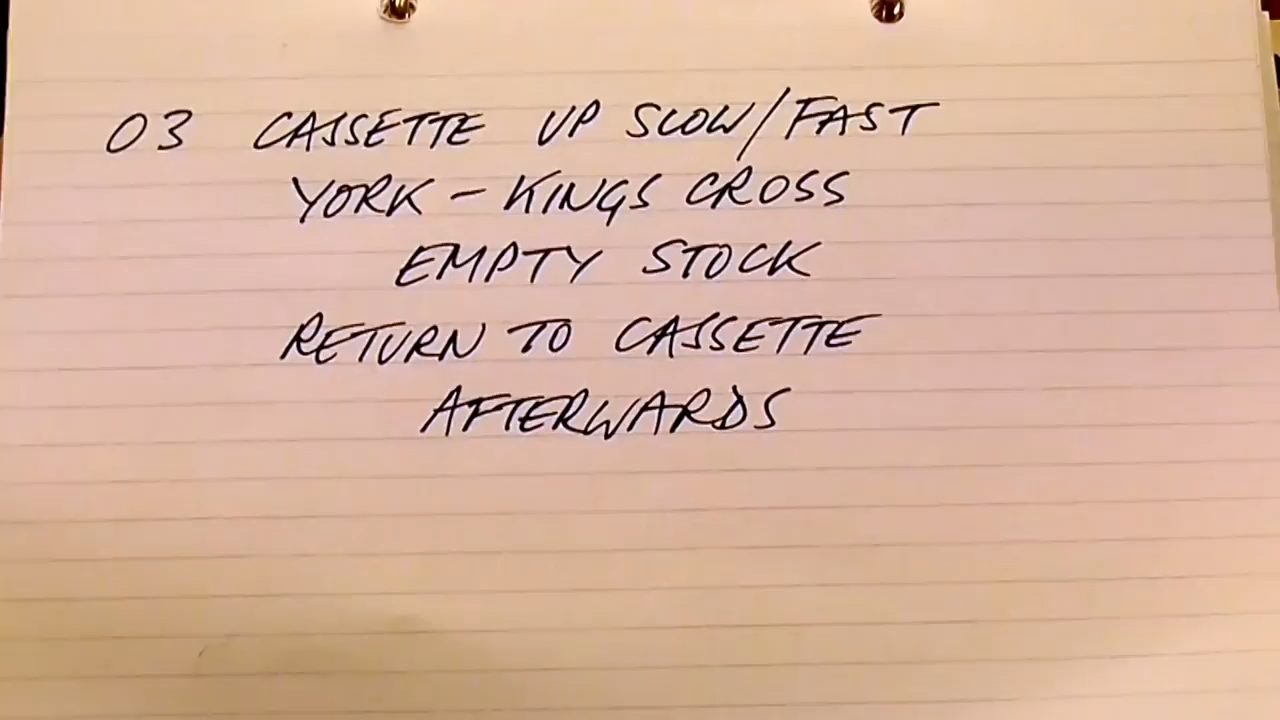 03 CASSETTE UP SLOW/FAST
YORK - KINGS CROSS
EMPTY STOCK
RETURN TO CASSETTE
AFTERWARDS